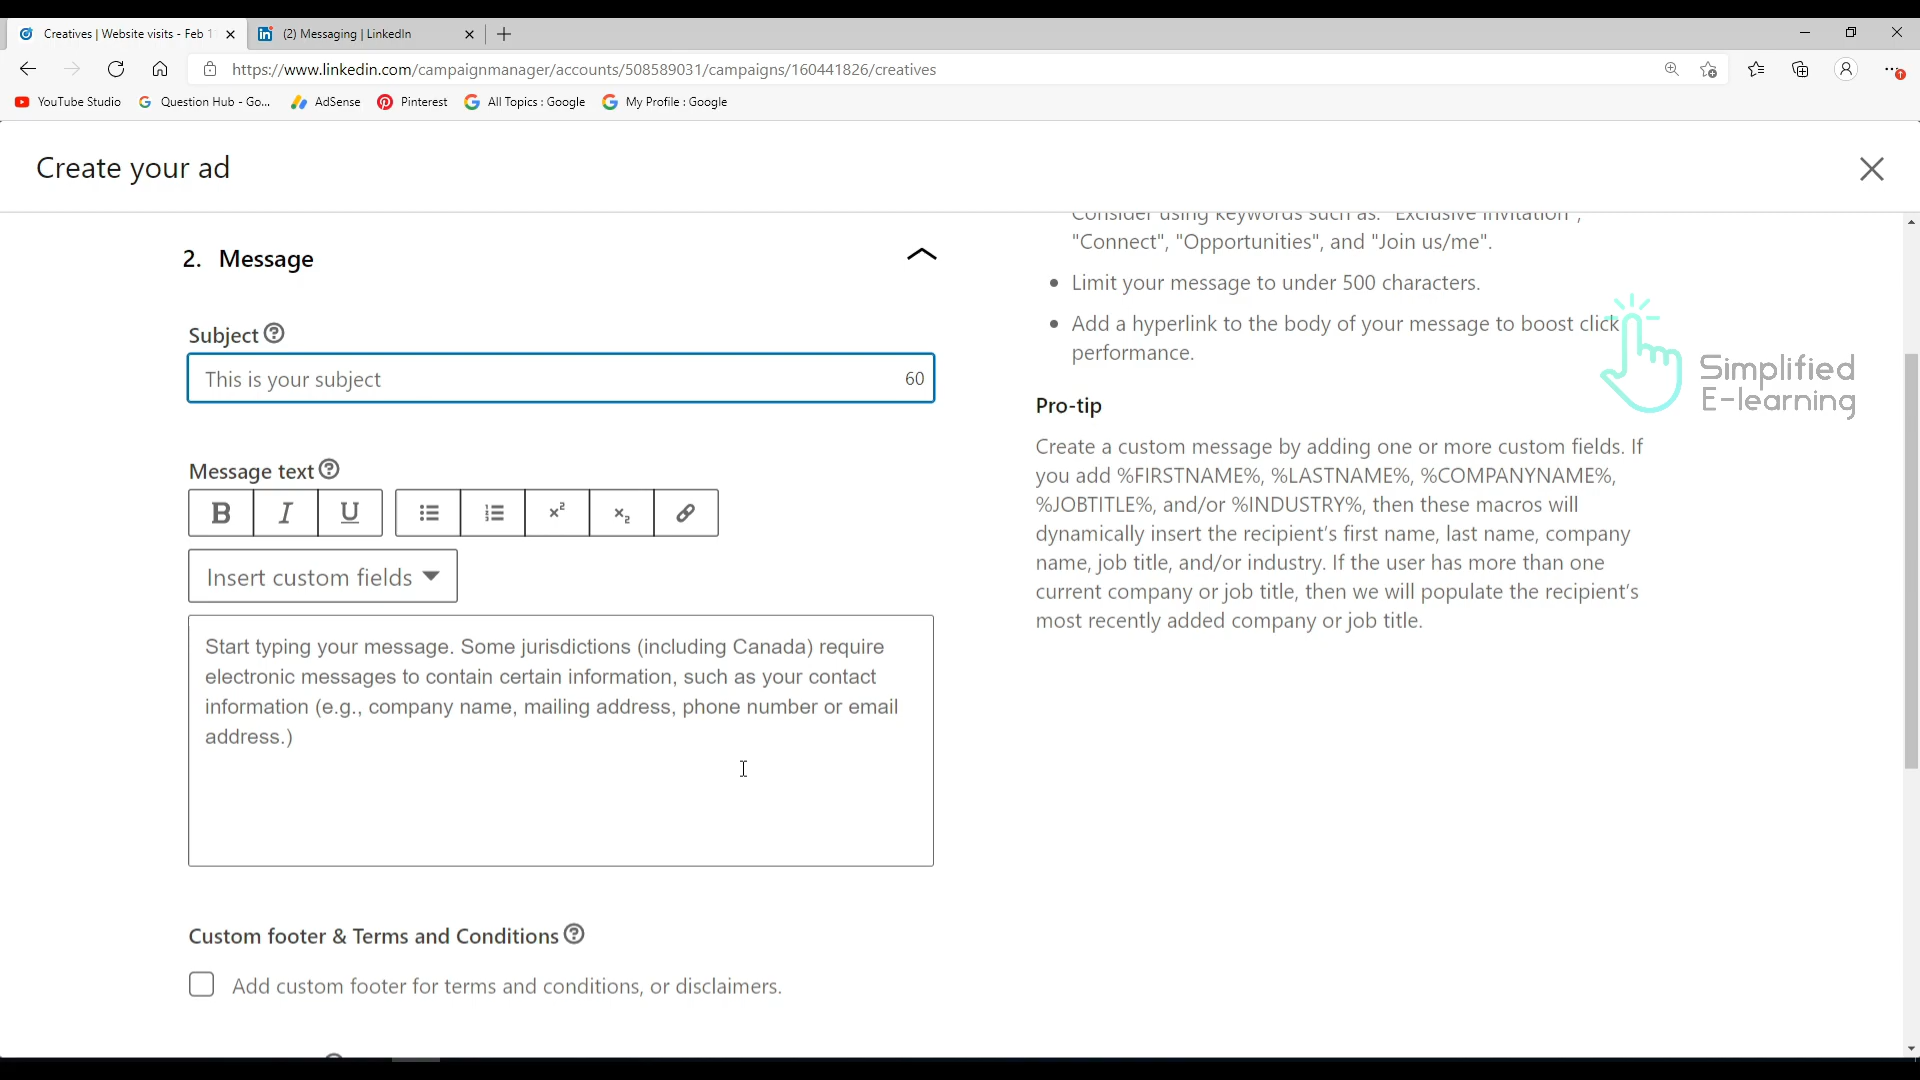 Creatives | Website visits - Feb 1
(2) Messaging | LinkedIn
https://www.linkedin.com/campaignmanager/accounts/508589031/campaigns/160441826/creatives
YouTube Studio
Question Hub - Go...
AdSense
Pinterest
All Topics : Google
My Profile : Google
Create your ad
2. Message
Subject
This is your subject 60
Message text
B I U
Insert custom fields
Start typing your message. Some jurisdictions (including Canada) require
electronic messages to contain certain information, such as your contact
information (e.g., company name, mailing address, phone number or email
address.)
Custom footer & Terms and Conditions
Add custom footer for terms and conditions, or disclaimers.
Consider using keywords such as: "Exclusive invitation",
"Connect", "Opportunities", and "Join us/me".
• Limit your message to under 500 characters.
• Add a hyperlink to the body of your message to boost click
performance.
Pro-tip
Create a custom message by adding one or more custom fields. If
you add %FIRSTNAME%, %LASTNAME%, %COMPANYNAME%,
%JOBTITLE%, and/or %INDUSTRY%, then these macros will
dynamically insert the recipient's first name, last name, company
name, job title, and/or industry. If the user has more than one
current company or job title, then we will populate the recipient's
most recently added company or job title.
Simplified
E-learning